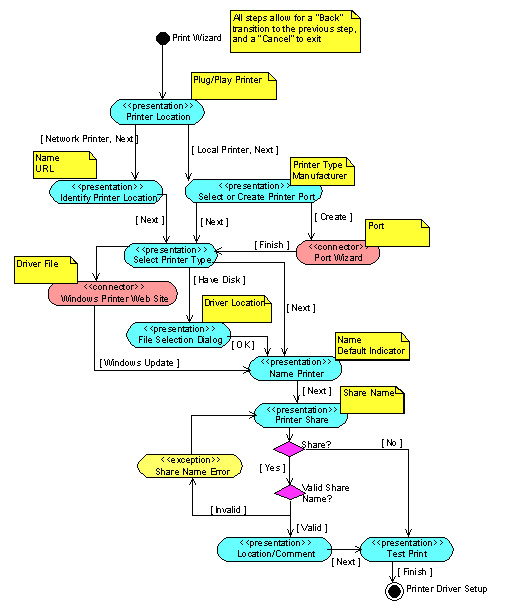 All steps allow for a "Back"
transition to the previous step,
and a "Cancel" to exit
Print Wizard
Plug/Play Printer
<<presentation>>
Printer Location
[ Network Printer, Next ]
[ Local Printer, Next ]
Name
URL
Printer Type
Manufacturer
<<presentation>>
Identify Printer Location
<<presentation>>
Select or Create Printer Port
[ Next ]
[ Next ]
[ Create ]
Port
<<presentation>>
Select Printer Type
[ Finish ]
<<connector>>
Port Wizard
Driver File
<<connector>>
Windows Printer Web Site
[ Have Disk ]
Driver Location
[ Next ]
<<presentation>>
File Selection Dialog
[ OK ]
Name
Default Indicator
[ Windows Update ]
<<presentation>>
Name Printer
[ Next ]
Share Name
<<presentation>>
Printer Share
Share?
[ No ]
<<exception>>
Share Name Error
[ Yes ]
Valid Share
Name?
[ Invalid ]
[ Valid ]
<<presentation>>
Location/Comment
[ Next ]
<<presentation>>
Test Print
[ Finish ]
Printer Driver Setup